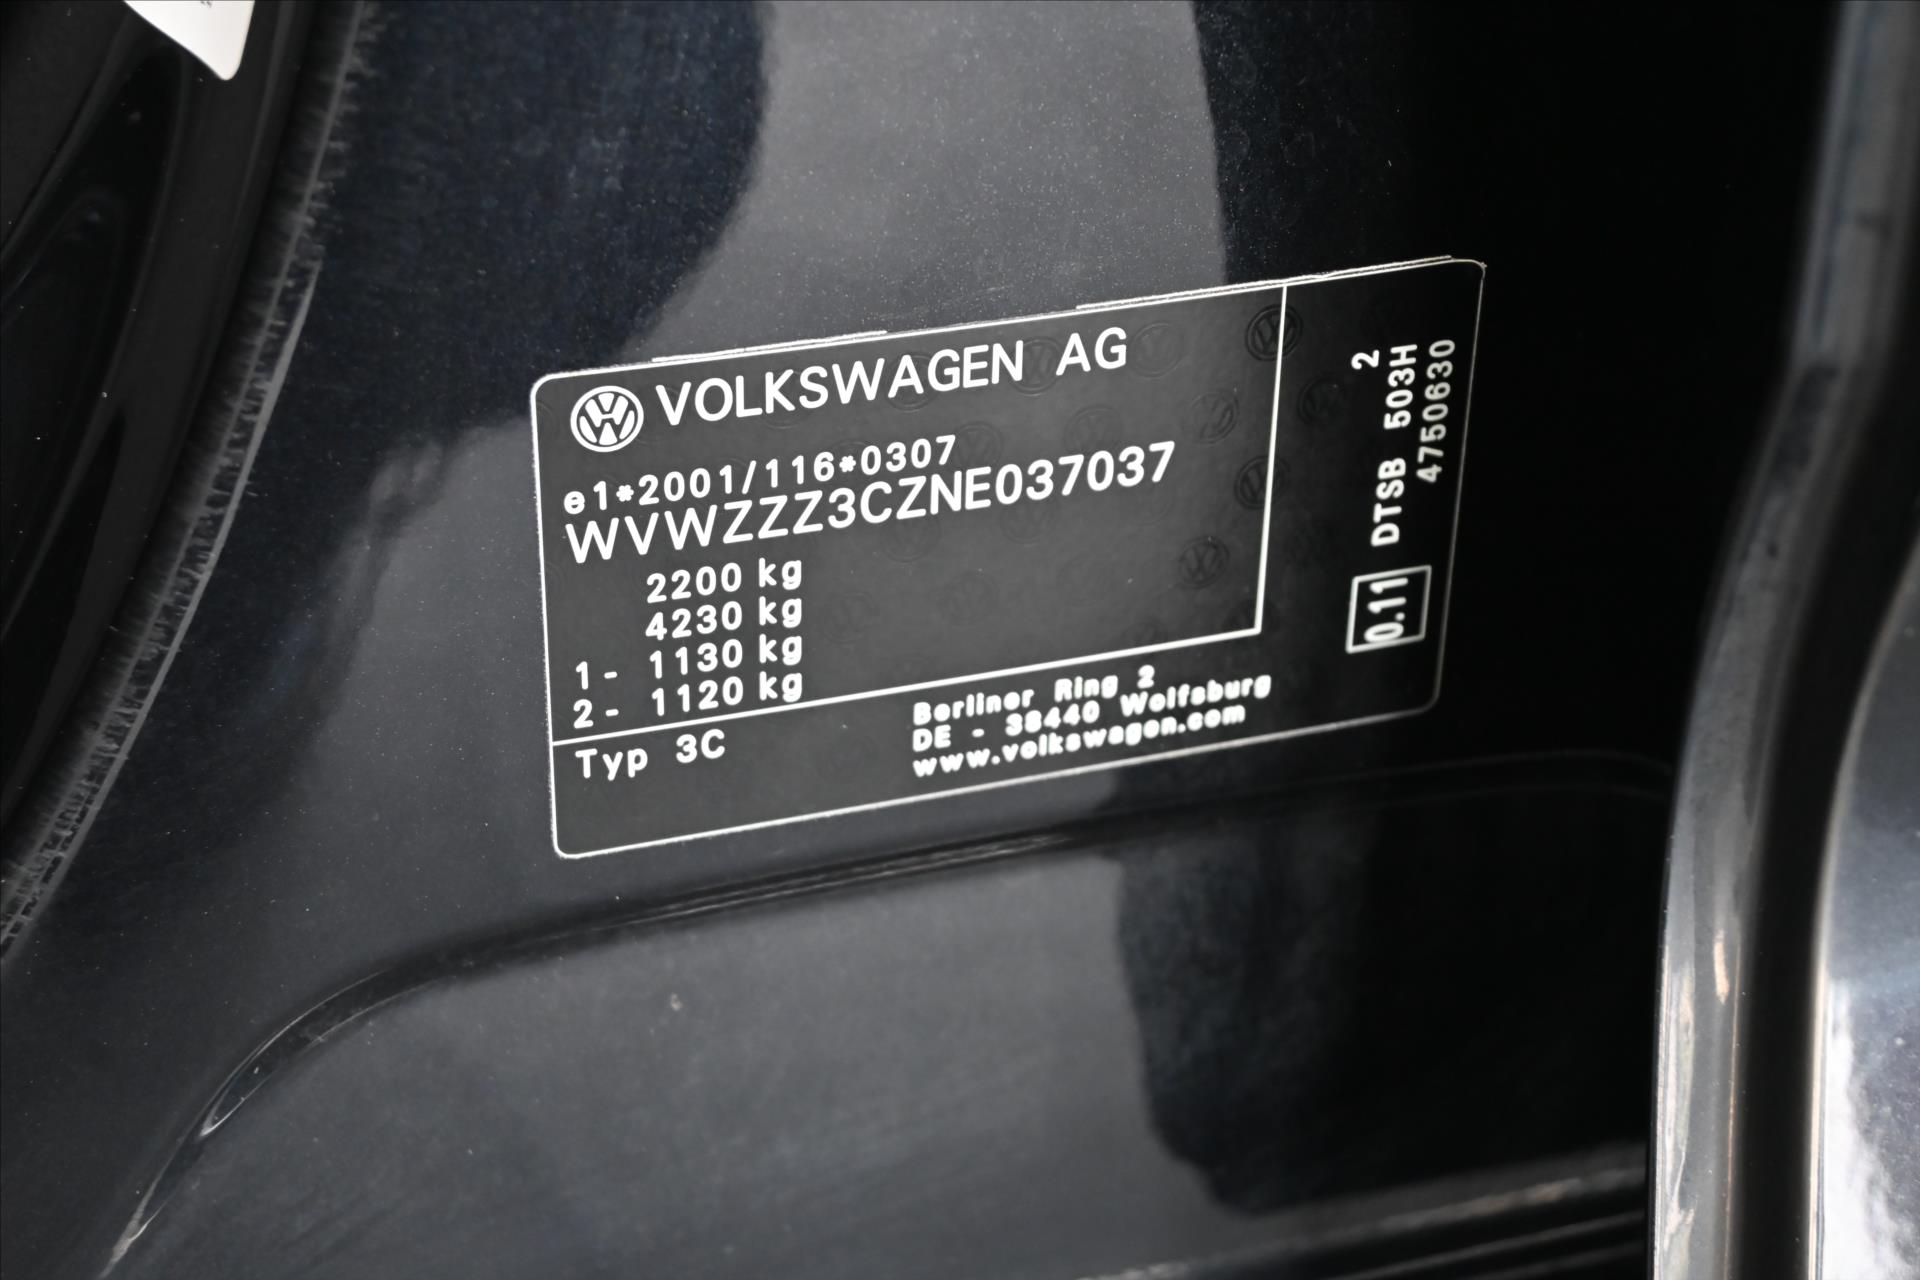 VOLKSWAGEN AG
e1*2001/116*0307
WVWZZZ3CZNE037037
2200 kg
4230 kg
1- 1130 kg
2- 1120 kg
Typ 3C
Berliner Ring 2
DE - 38440 Wolfsburg
www.volkswagen.com
2
0.11 DTSB 503H
4750630